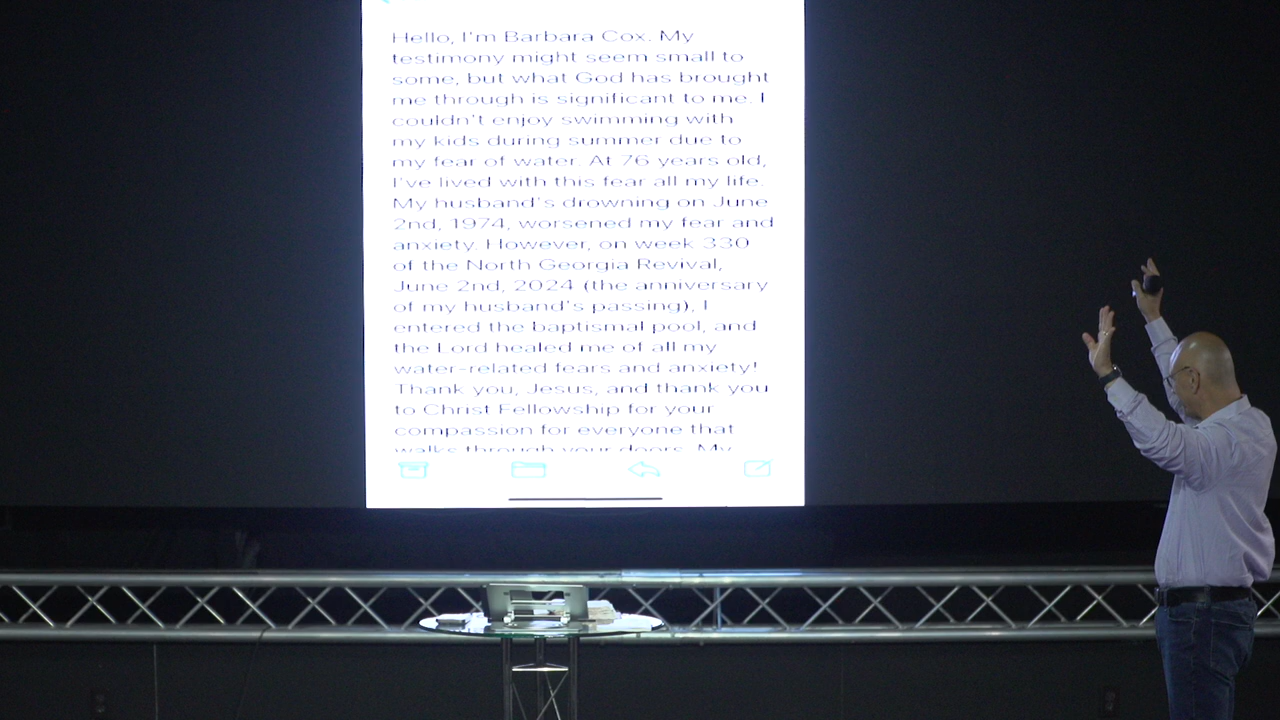 Hello, I'm Barbara Cox. My
testimony might seem small to
some, but what God has brought
me through is significant to me. I
couldn't enjoy swimming with
my kids during summer due to
my fear of water. At 76 years old,
I've lived with this fear all my life.
My husband's drowning on June
2nd, 1974, worsened my fear and
anxiety. However, on week 330
of the North Georgia Revival,
June 2nd, 2024 (the anniversary
of my husband's passing), I
entered the baptismal pool, and
the Lord healed me of all my
water-related fears and anxiety!
Thank you, Jesus, and thank you
to Christ Fellowship for your
compassion for everyone that
walks through your doors. My